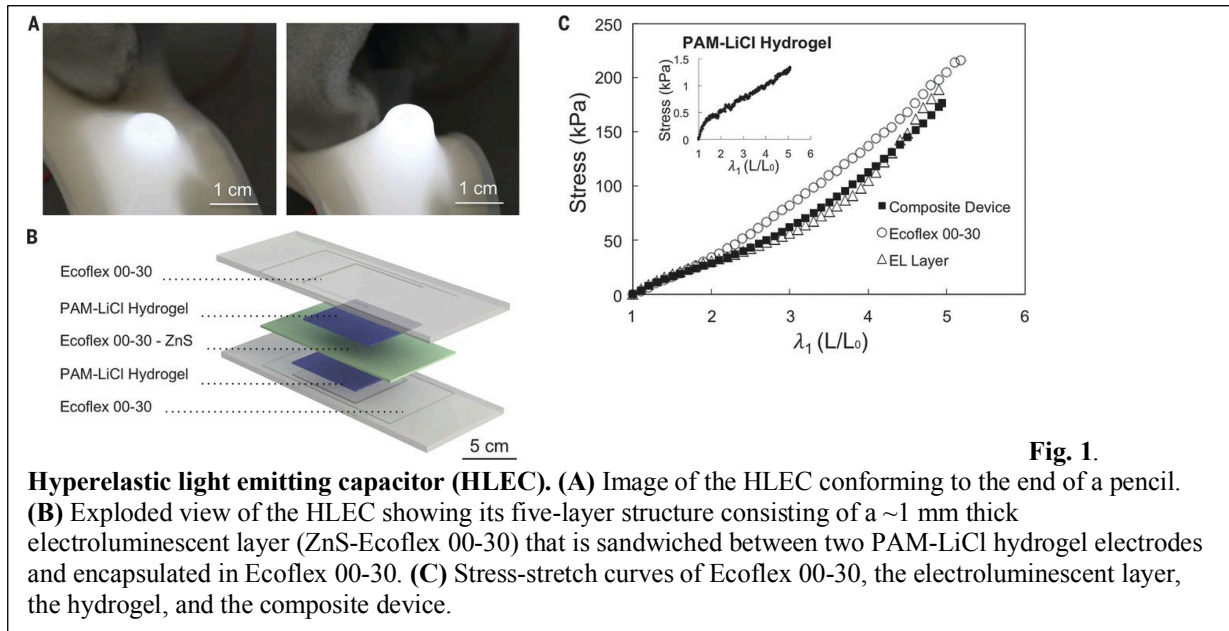 A
1 cm
1 cm
B
Ecoflex 00-30
PAM-LiCl Hydrogel
Ecoflex 00-30 - ZnS
PAM-LiCl Hydrogel
Ecoflex 00-30
5 cm
C
250
200
150
100
50
0
Stress (kPa)
1 2 3 4 5 6
λ₁ (L/L₀)
PAM-LiCl Hydrogel
1.5
1
0.5
0
Stress (kPa)
1 2 3 4 5 6
λ₁ (L/L₀)
Composite Device
Ecoflex 00-30
EL Layer
Fig. 1.
Hyperelastic light emitting capacitor (HLEC). (A) Image of the HLEC conforming to the end of a pencil.
(B) Exploded view of the HLEC showing its five-layer structure consisting of a ~1 mm thick
electroluminescent layer (ZnS-Ecoflex 00-30) that is sandwiched between two PAM-LiCl hydrogel electrodes
and encapsulated in Ecoflex 00-30. (C) Stress-stretch curves of Ecoflex 00-30, the electroluminescent layer,
the hydrogel, and the composite device.